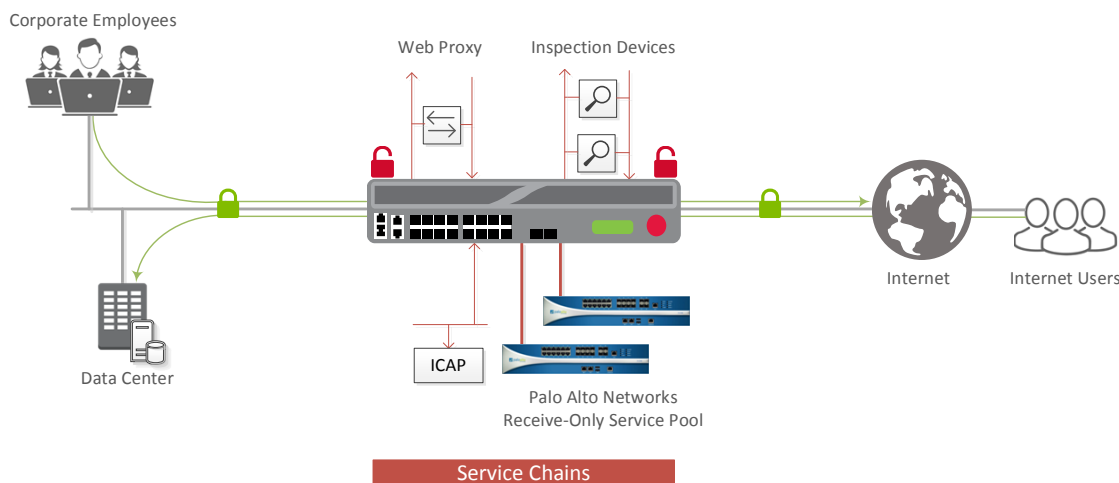 Corporate Employees
Web Proxy
Inspection Devices
Internet
Internet Users
Data Center
ICAP
Palo Alto Networks
Receive-Only Service Pool
Service Chains